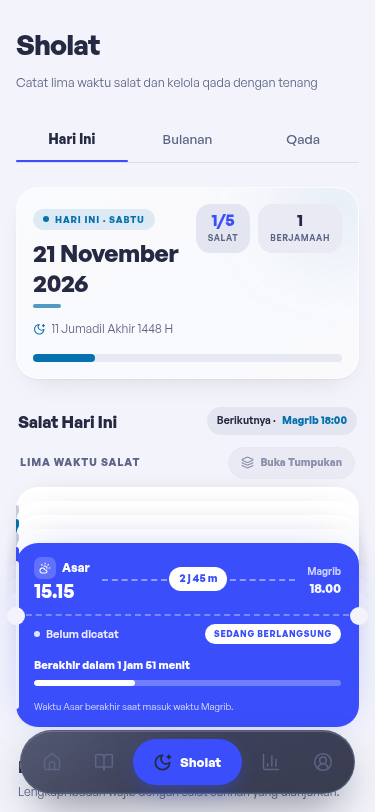 Sholat
Catat lima waktu salat dan kelola qada dengan tenang
Hari Ini
Bulanan
Qada
HARI INI · SABTU
1/5
SALAT
1
BERJAMAAH
21 November
2026
11 Jumadil Akhir 1448 H
Salat Hari Ini
Berikutnya · Magrib 18:00
LIMA WAKTU SALAT
Buka Tumpukan
Asar
15.15
2 j 45 m
Magrib
18.00
Belum dicatat
SEDANG BERLANGSUNG
Berakhir dalam 1 jam 51 menit
Waktu Asar berakhir saat masuk waktu Magrib.
Sholat